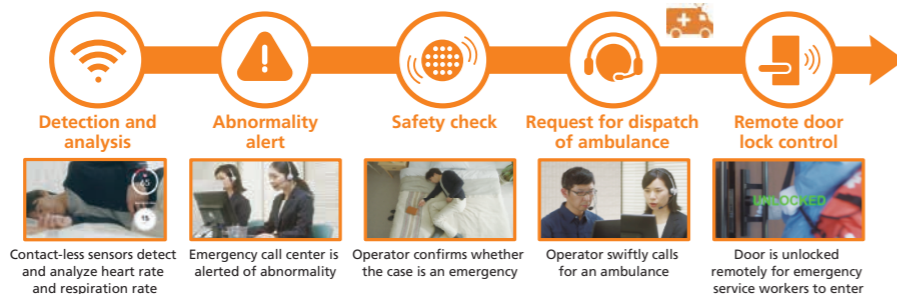 Detection and
analysis
Abnormality
alert
Safety check
Request for dispatch
of ambulance
Remote door
lock control
15
UNLOCKED
Contact-less sensors detect
and analyze heart rate
and respiration rate
Emergency call center is
alerted of abnormality
Operator confirms whether
the case is an emergency
Operator swiftly calls
for an ambulance
Door is unlocked
remotely for emergency
service workers to enter